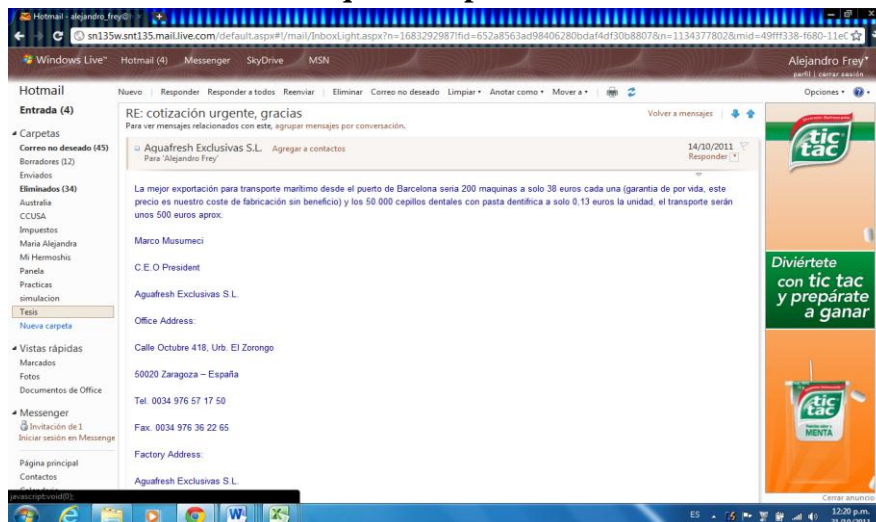 Hotmail - alejandro_frey@
sn135w.snt135.mail.live.com/default.aspx#!/mail/InboxLight.aspx?n=1683292987!fid=652a8563ad98406280bdaf4df30b8807&n=1134377802&mid=49fff338-f680-11e0
Windows Live™ Hotmail (4) Messenger SkyDrive MSN
Alejandro Frey
perfil | cerrar sesión
Hotmail
Nuevo Responder Responder a todos Reenviar Eliminar Correo no deseado Limpiar Anotar como Mover a
Opciones
Entrada (4)
Carpetas
Correo no deseado (45)
Borradores (12)
Enviados
Eliminados (34)
Australia
CCUSA
Impuestos
Maria Alejandra
Mi Hermoshis
Panela
Practicas
simulacion
Tesis
Nueva carpeta
Vistas rápidas
Marcados
Fotos
Documentos de Office
Messenger
Invitación de 1
Iniciar sesión en Messenge
Página principal
Contactos
javascript:void(0);
RE: cotización urgente, gracias
Volver a mensajes
Para ver mensajes relacionados con este, agrupar mensajes por conversación.
Aquafresh Exclusivas S.L. Agregar a contactos
Para 'Alejandro Frey'
14/10/2011
Responder
La mejor exportación para transporte marítimo desde el puerto de Barcelona seria 200 maquinas a solo 38 euros cada una (garantia de por vida, este
precio es nuestro coste de fabricación sin beneficio) y los 50.000 cepillos dentales con pasta dentifrica a solo 0,13 euros la unidad, el transporte serán
unos 500 euros aprox.
Marco Musumeci
C.E.O President
Aguafresh Exclusivas S.L.
Office Address:
Calle Octubre 418, Urb. El Zorongo
50020 Zaragoza – España
Tel. 0034 976 57 17 50
Fax. 0034 976 36 22 65
Factory Address:
Aguafresh Exclusivas S.L.
tic
tac
Diviértete
con tic tac
y prepárate
a ganar
tic
tac
MENTA
Cerrar anuncio
ES
12:20 p.m.
21/10/2011